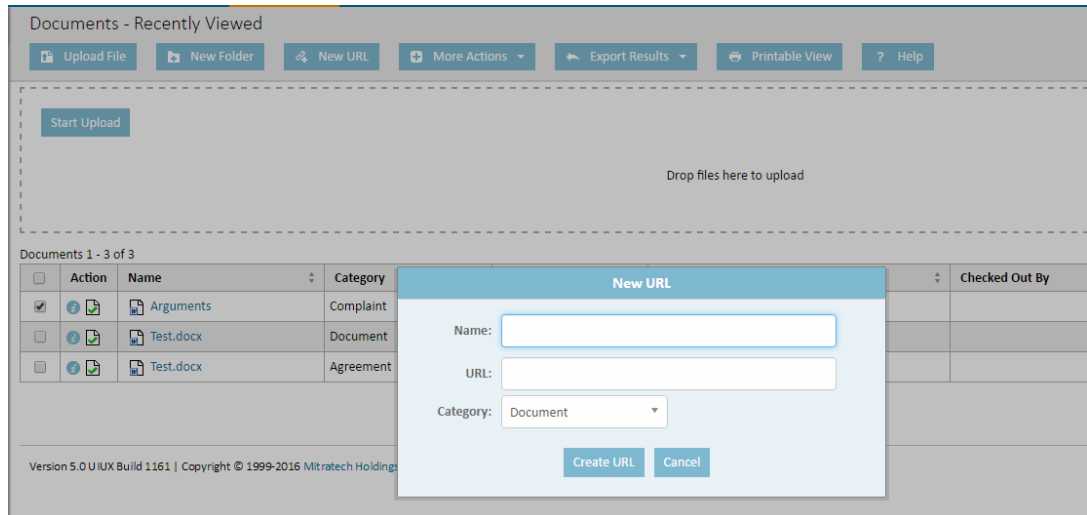 Documents - Recently Viewed
Upload File New Folder New URL More Actions Export Results Printable View ? Help
Start Upload
Drop files here to upload
Documents 1 - 3 of 3
Action Name Category Checked Out By
New URL
Arguments Complaint
Name:
Test.docx Document
Test.docx Agreement
URL:
Category: Document
Create URL Cancel
Version 5.0 UIUX Build 1161 | Copyright © 1999-2016 Mitratech Holdings